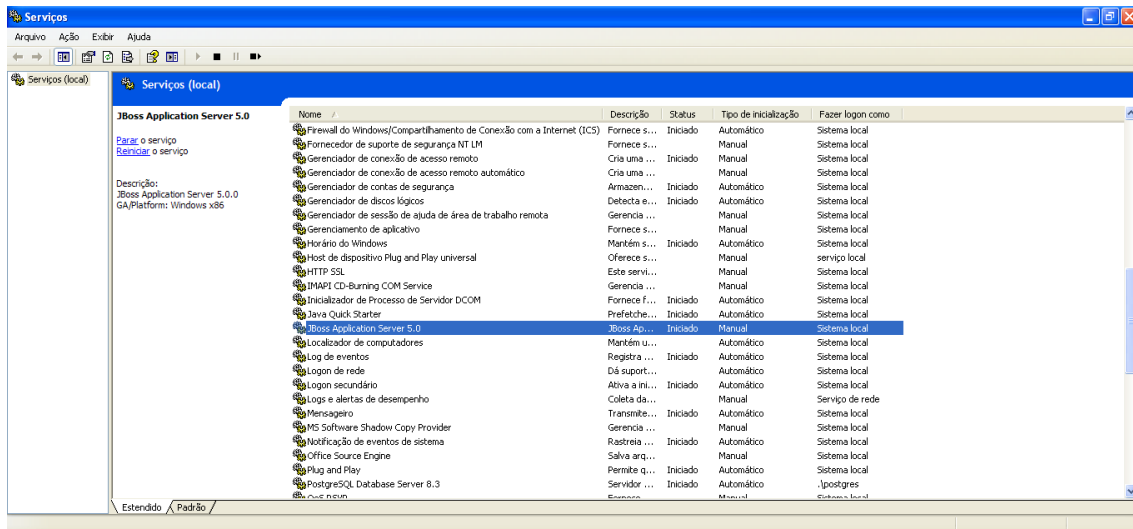 Serviços
Arquivo Ação Exibir Ajuda
Serviços (local)
Serviços (local)
JBoss Application Server 5.0
Parar o serviço
Reiniciar o serviço
Descrição:
JBoss Application Server 5.0.0
GA/Platform: Windows x86
Nome Descrição Status Tipo de inicialização Fazer logon como
Firewall do Windows/Compartilhamento de Conexão com a Internet (ICS) Fornece s... Iniciado Automático Sistema local
Fornecedor de suporte de segurança NT LM Fornece s... Manual Sistema local
Gerenciador de conexão de acesso remoto Cria uma ... Iniciado Manual Sistema local
Gerenciador de conexão de acesso remoto automático Cria uma ... Manual Sistema local
Gerenciador de contas de segurança Armazen... Iniciado Automático Sistema local
Gerenciador de discos lógicos Detecta e... Iniciado Automático Sistema local
Gerenciador de sessão de ajuda de área de trabalho remota Gerencia ... Manual Sistema local
Gerenciamento de aplicativo Fornece s... Manual Sistema local
Horário do Windows Mantém s... Iniciado Automático Sistema local
Host de dispositivo Plug and Play universal Oferece s... Manual serviço local
HTTP SSL Este servi... Manual Sistema local
IMAPI CD-Burning COM Service Gerencia ... Manual Sistema local
Inicializador de Processo de Servidor DCOM Fornece f... Iniciado Automático Sistema local
Java Quick Starter Prefetche... Iniciado Automático Sistema local
JBoss Application Server 5.0 JBoss Ap... Iniciado Manual Sistema local
Localizador de computadores Mantém u... Automático Sistema local
Log de eventos Registra ... Iniciado Automático Sistema local
Logon de rede Dá suport... Automático Sistema local
Logon secundário Ativa a ini... Iniciado Automático Sistema local
Logs e alertas de desempenho Coleta da... Manual Serviço de rede
Mensageiro Transmite... Iniciado Automático Sistema local
MS Software Shadow Copy Provider Gerencia ... Manual Sistema local
Notificação de eventos de sistema Rastreia ... Iniciado Automático Sistema local
Office Source Engine Salva arq... Manual Sistema local
Plug and Play Permite q... Iniciado Automático Sistema local
PostgreSQL Database Server 8.3 Servidor ... Iniciado Automático .\postgres
QoS RSVP Fornece Manual Sistema local
Estendido Padrão